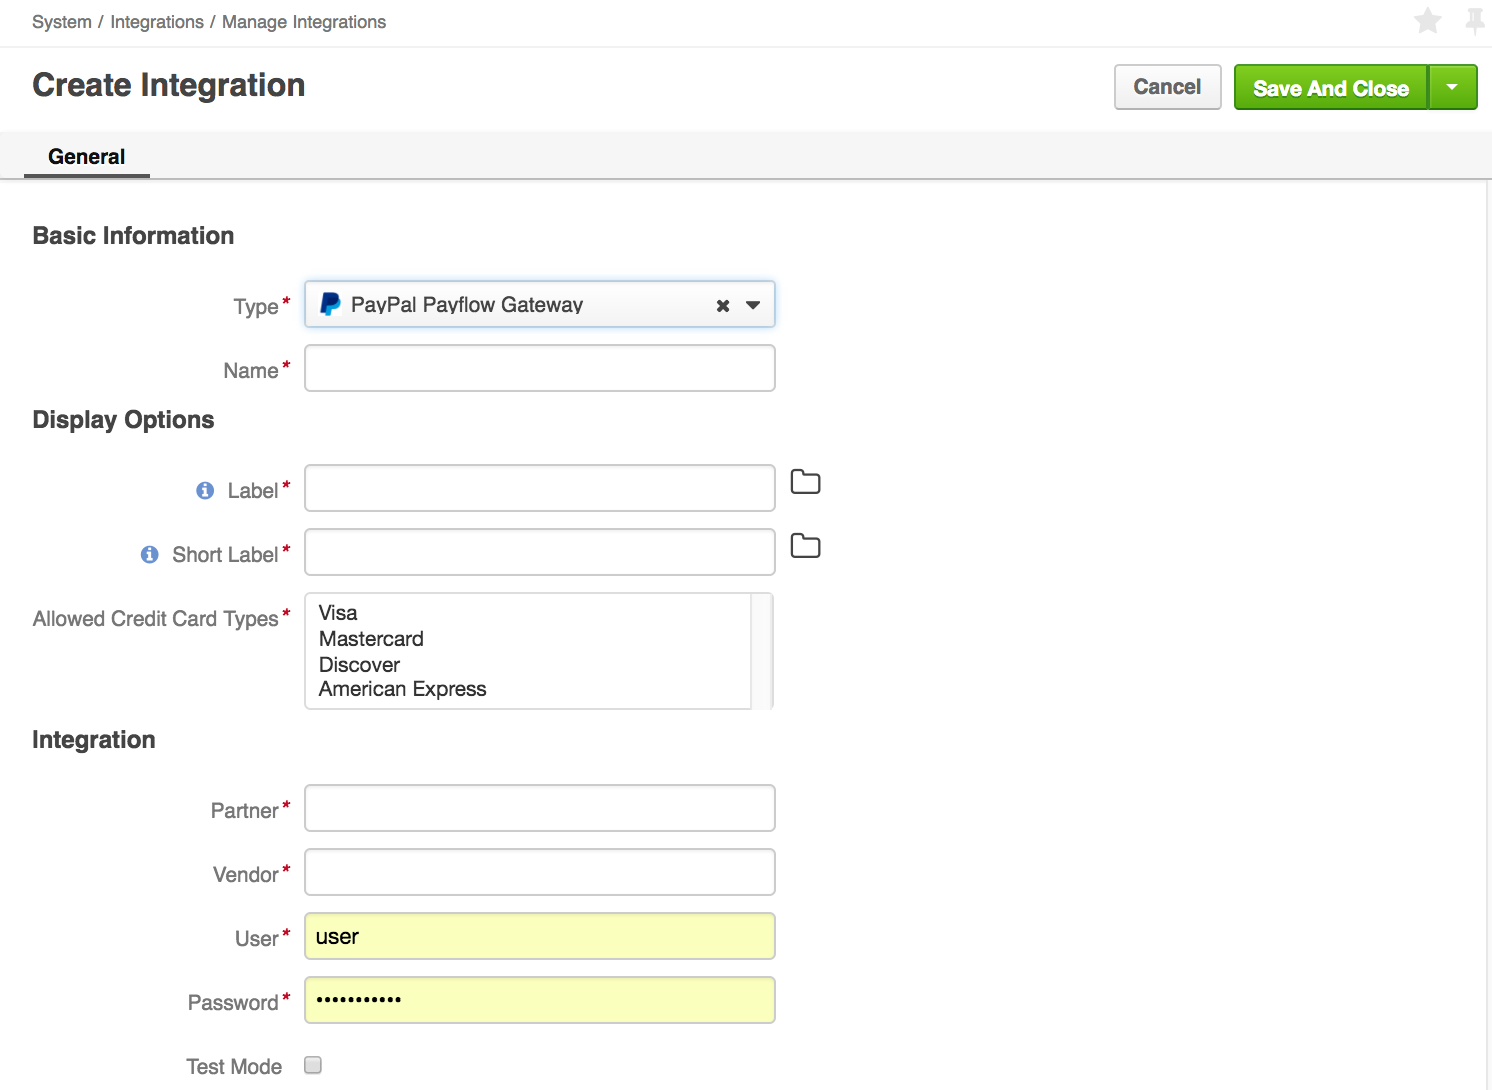 System / Integrations / Manage Integrations
Create Integration
Cancel
Save And Close
General
Basic Information
Type*
PayPal Payflow Gateway
Name*
Display Options
Label*
Short Label*
Allowed Credit Card Types*
Visa
Mastercard
Discover
American Express
Integration
Partner*
Vendor*
User*
user
Password*
•••••••••••
Test Mode